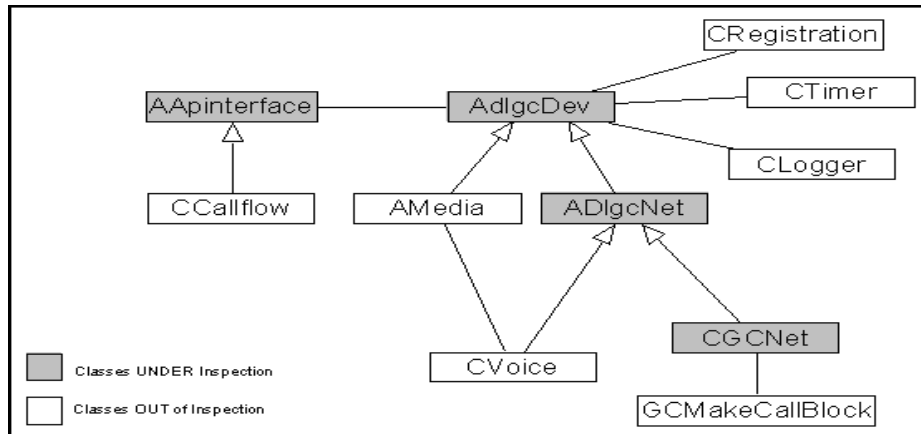 CRegistration
AApinterface
AdlgcDev
CTimer
CLogger
CCallflow
AMedia
ADlgcNet
CGCNet
CVoice
Classes UNDER Inspection
Classes OUT of Inspection
GCMakeCallBlock